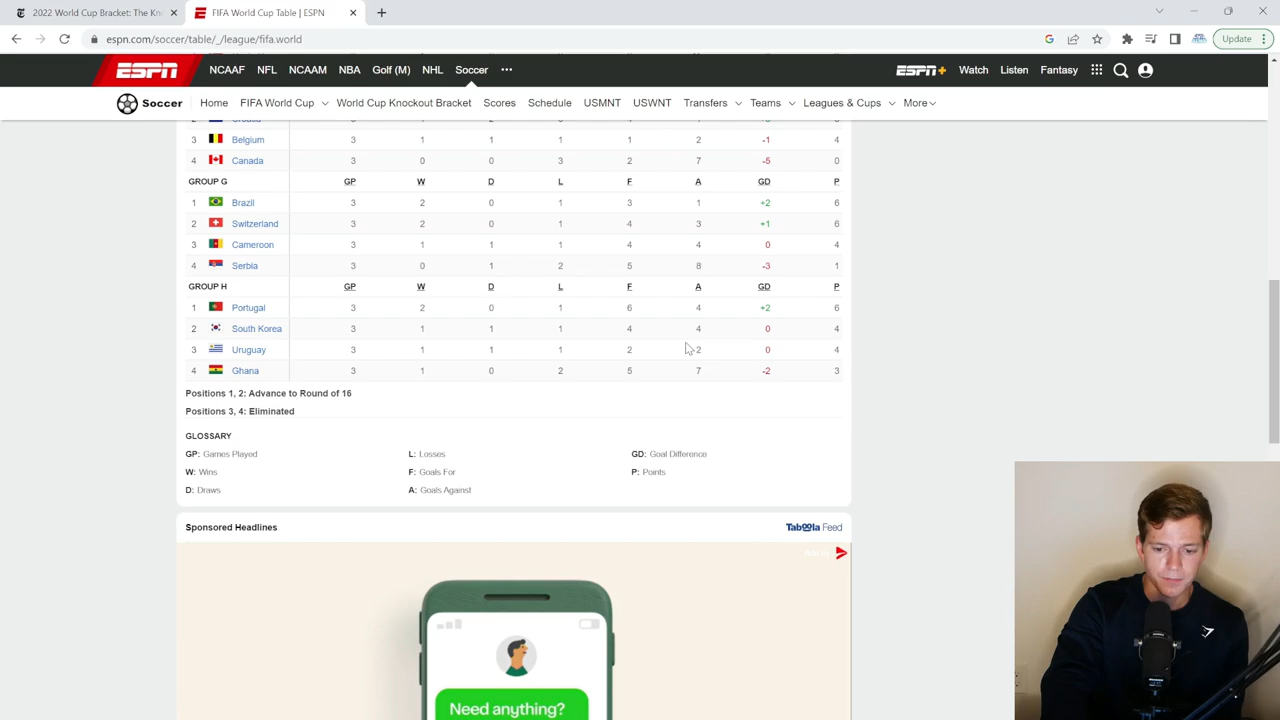 2022 World Cup Bracket: The Kn
FIFA World Cup Table | ESPN
espn.com/soccer/table/_/league/fifa.world
Update
ESPN NCAAF NFL NCAAM NBA Golf (M) NHL Soccer ESPN+ Watch Listen Fantasy
Soccer Home FIFA World Cup World Cup Knockout Bracket Scores Schedule USMNT USWNT Transfers Teams Leagues & Cups More
3 Belgium 3 1 1 1 1 2 -1 4
4 Canada 3 0 0 3 2 7 -5 0
GROUP G GP W D L F A GD P
1 Brazil 3 2 0 1 3 1 +2 6
2 Switzerland 3 2 0 1 4 3 +1 6
3 Cameroon 3 1 1 1 4 4 0 4
4 Serbia 3 0 1 2 5 8 -3 1
GROUP H GP W D L F A GD P
1 Portugal 3 2 0 1 6 4 +2 6
2 South Korea 3 1 1 1 4 4 0 4
3 Uruguay 3 1 1 1 2 2 0 4
4 Ghana 3 1 0 2 5 7 -2 3
Positions 1, 2: Advance to Round of 16
Positions 3, 4: Eliminated
GLOSSARY
GP: Games Played L: Losses GD: Goal Difference
W: Wins F: Goals For P: Points
D: Draws A: Goals Against
Sponsored Headlines Taboola Feed
Need anything?